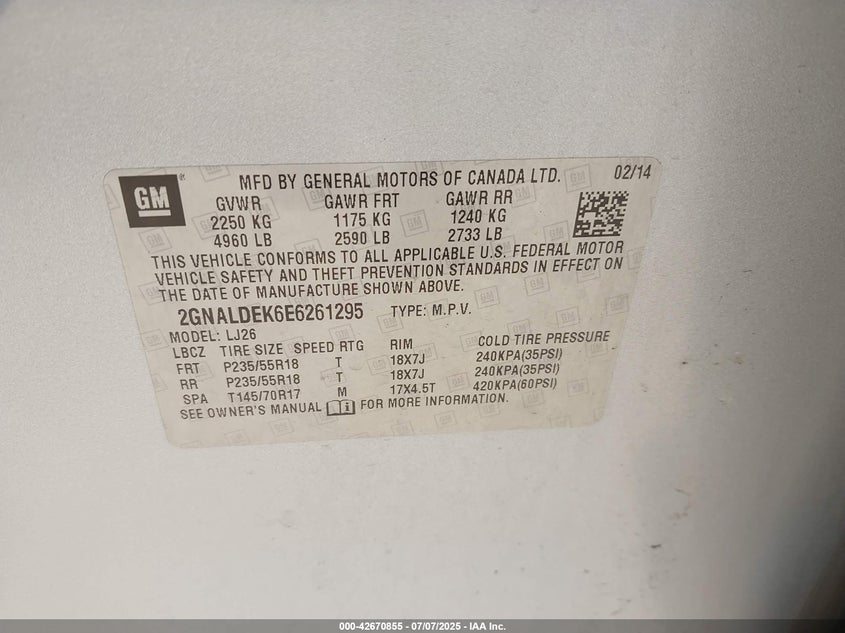 GM
MFD BY GENERAL MOTORS OF CANADA LTD. 02/14
GVWR GAWR FRT GAWR RR
2250 KG 1175 KG 1240 KG
4960 LB 2590 LB 2733 LB
THIS VEHICLE CONFORMS TO ALL APPLICABLE U.S. FEDERAL MOTOR
VEHICLE SAFETY AND THEFT PREVENTION STANDARDS IN EFFECT ON
THE DATE OF MANUFACTURE SHOWN ABOVE.
2GNALDEK6E6261295 TYPE: M.P.V.
MODEL: LJ26
LBCZ TIRE SIZE SPEED RTG RIM COLD TIRE PRESSURE
FRT P235/55R18 T 18X7J 240KPA(35PSI)
RR P235/55R18 T 18X7J 240KPA(35PSI)
SPA T145/70R17 M 17X4.5T 420KPA(60PSI)
SEE OWNER'S MANUAL FOR MORE INFORMATION.
000-42670855 - 07/07/2025 - IAA Inc.